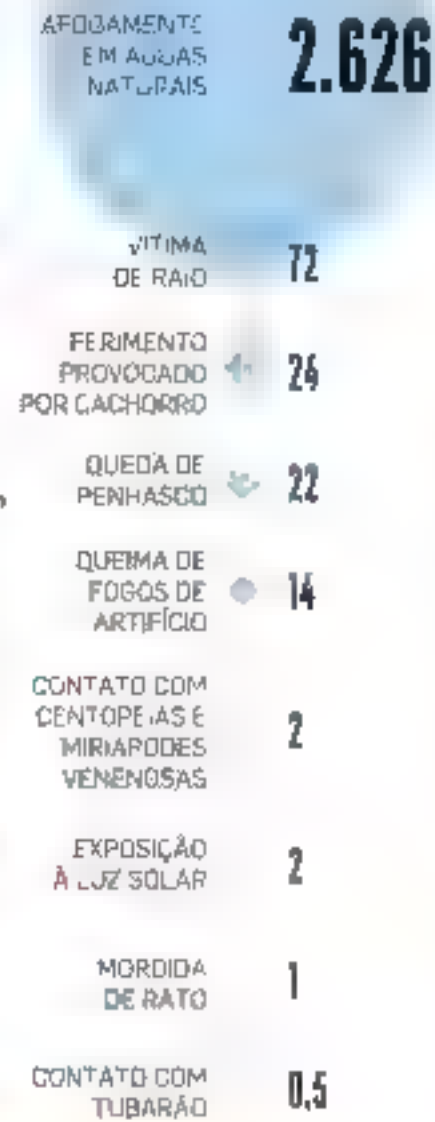 AFOGAMENTO
EM ÁGUAS
NATURAIS
2.626
VÍTIMA
DE RAIO
72
FERIMENTO
PROVOCADO
POR CACHORRO
24
QUEDA DE
PENHASCO
22
QUEIMA DE
FOGOS DE
ARTIFÍCIO
14
CONTATO COM
CENTOPEIAS E
MIRIÁPODES
VENENOSAS
2
EXPOSIÇÃO
À LUZ SOLAR
2
MORDIDA
DE RATO
1
CONTATO COM
TUBARÃO
0,5